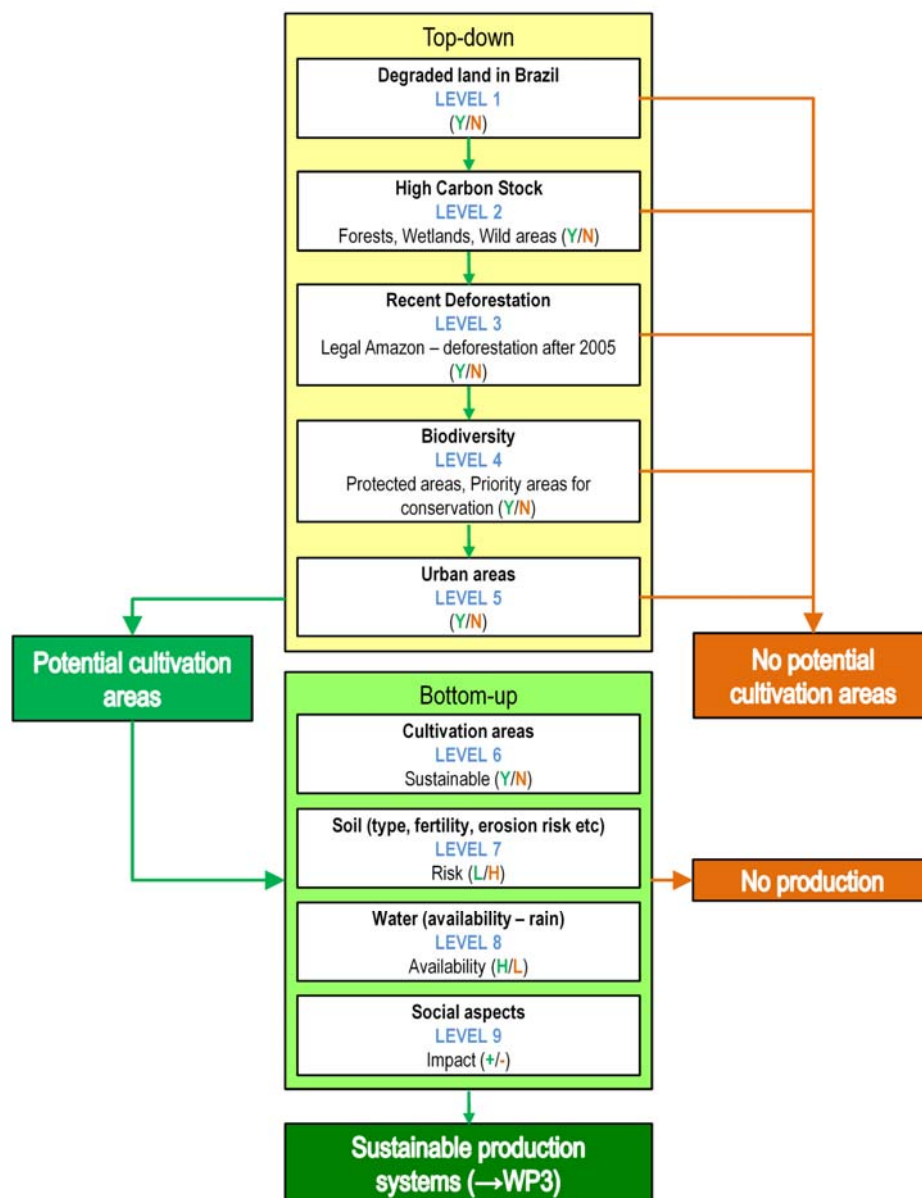 Top-down
Degraded land in Brazil
LEVEL 1
(Y/N)
High Carbon Stock
LEVEL 2
Forests, Wetlands, Wild areas (Y/N)
Recent Deforestation
LEVEL 3
Legal Amazon – deforestation after 2005
(Y/N)
Biodiversity
LEVEL 4
Protected areas, Priority areas for
conservation (Y/N)
Urban areas
LEVEL 5
(Y/N)
Potential cultivation
areas
No potential
cultivation areas
Bottom-up
Cultivation areas
LEVEL 6
Sustainable (Y/N)
Soil (type, fertility, erosion risk etc)
LEVEL 7
Risk (L/H)
No production
Water (availability – rain)
LEVEL 8
Availability (H/L)
Social aspects
LEVEL 9
Impact (+/-)
Sustainable production
systems (→WP3)